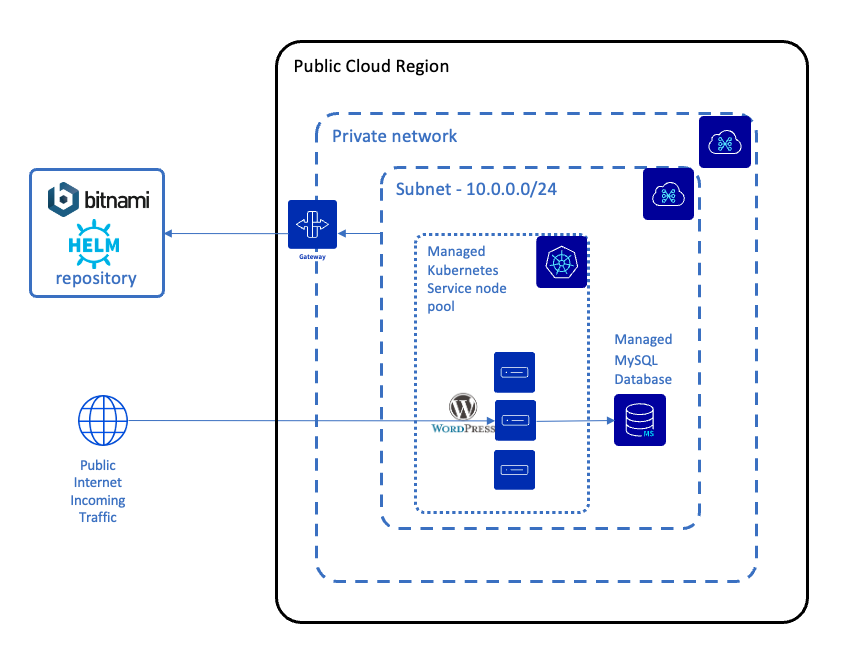 Public Cloud Region
Private network
Subnet - 10.0.0.0/24
bitnami
HELM
repository
Gateway
Managed
Kubernetes
Service node
pool
Managed
MySQL
Database
WORDPRESS
MS
Public
Internet
Incoming
Traffic